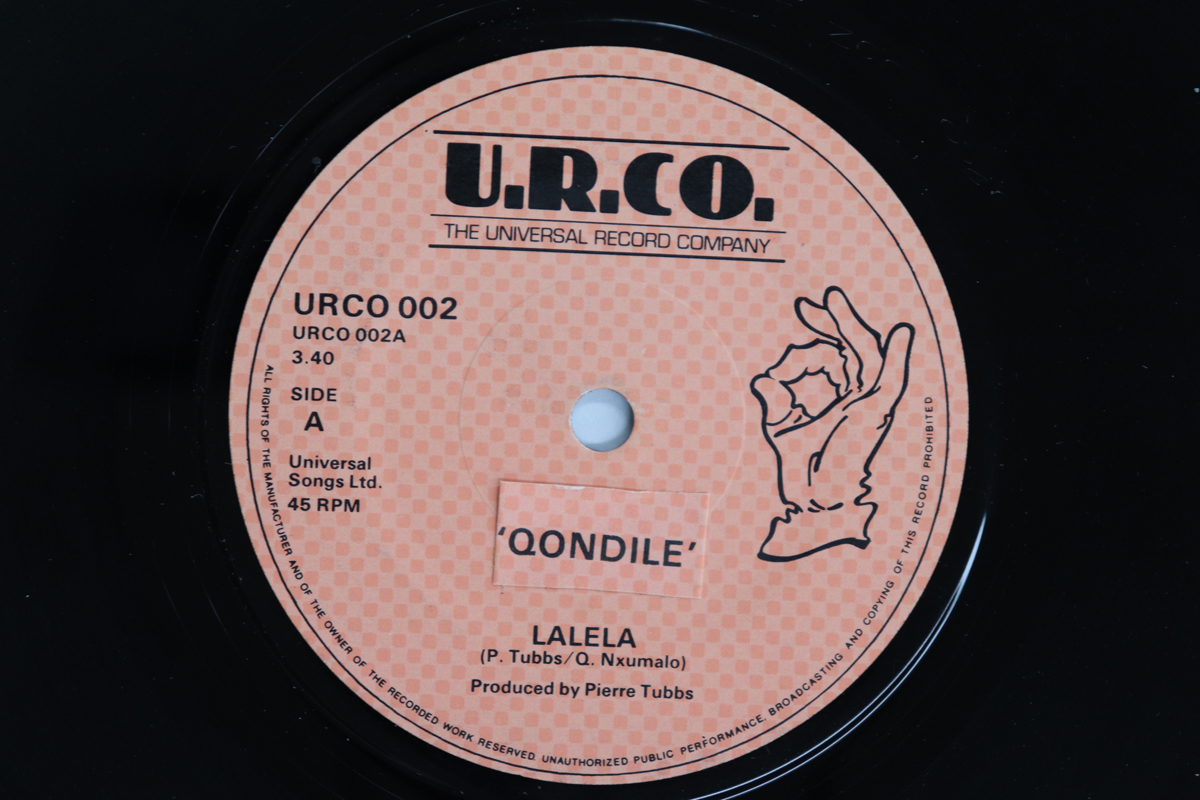 U.R.CO.
THE UNIVERSAL RECORD COMPANY
URCO 002
URCO 002A
3.40
SIDE
A
Universal
Songs Ltd.
45 RPM
'QONDILE'
LALELA
(P. Tubbs/Q. Nxumalo)
Produced by Pierre Tubbs
ALL RIGHTS OF THE MANUFACTURER AND OF THE OWNER OF THE RECORDED WORK RESERVED. UNAUTHORIZED PUBLIC PERFORMANCE, BROADCASTING AND COPYING OF THIS RECORD PROHIBITED